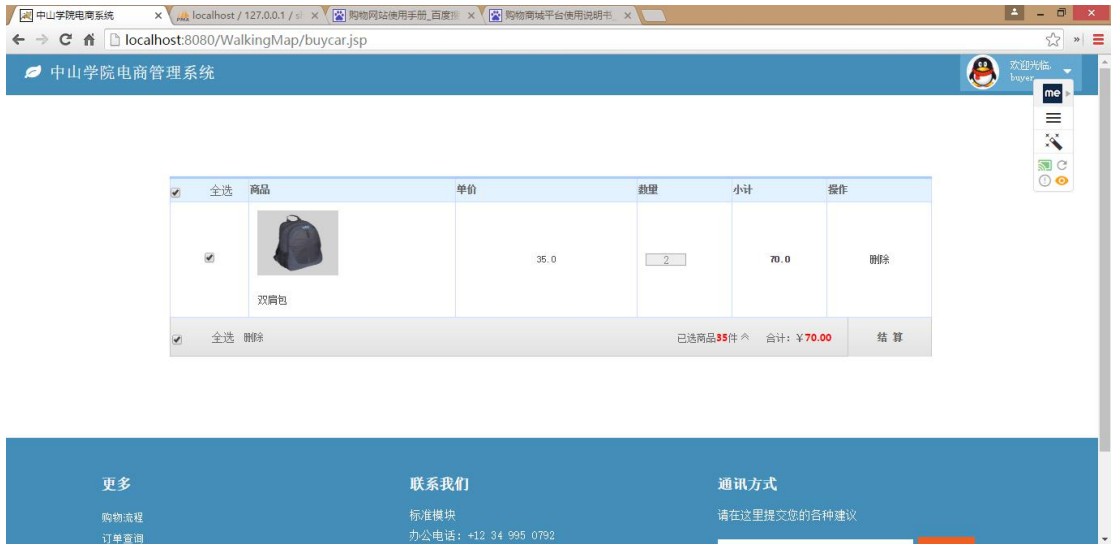 中山学院电商系统 localhost / 127.0.0.1 / 购物网站使用手册_百度 购物商城平台使用说明书
localhost:8080/WalkingMap/buycar.jsp
中山学院电商管理系统 欢迎光临,
buyer
me
全选 商品 单价 数量 小计 操作
35.0 2 70.0 删除
双肩包
全选 删除 已选商品35件 合计:¥70.00 结 算
更多 联系我们 通讯方式
购物流程 标准模块 请在这里提交您的各种建议
订单查询 办公电话: +12 34 995 0792